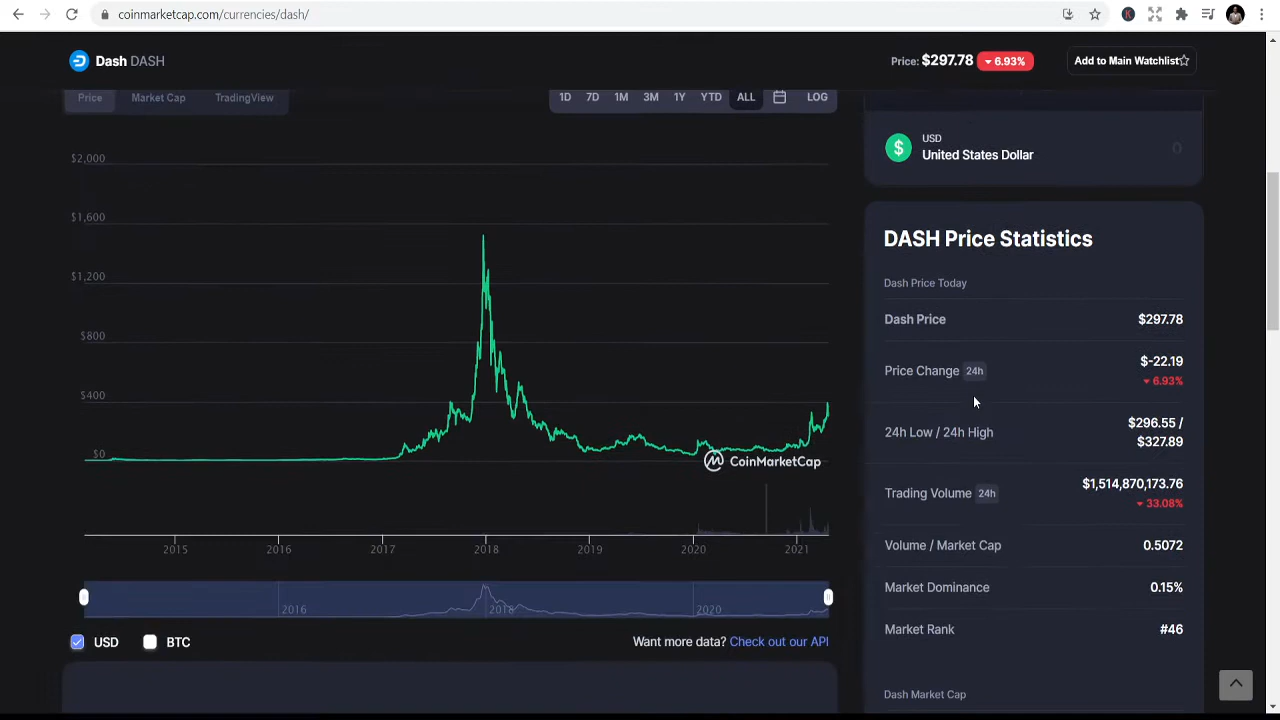 coinmarketcap.com/currencies/dash/
Dash DASH
Price: $297.78 6.93%
Add to Main Watchlist
Price Market Cap TradingView
1D 7D 1M 3M 1Y YTD ALL LOG
USD
United States Dollar
0
$2,000
$1,600
$1,200
$800
$400
$0
CoinMarketCap
2015 2016 2017 2018 2019 2020 2021
2016 2018 2020
USD BTC
Want more data? Check out our API
DASH Price Statistics
Dash Price Today
Dash Price $297.78
Price Change 24h $-22.19
6.93%
24h Low / 24h High $296.55 /
$327.89
Trading Volume 24h $1,514,870,173.76
33.08%
Volume / Market Cap 0.5072
Market Dominance 0.15%
Market Rank #46
Dash Market Cap